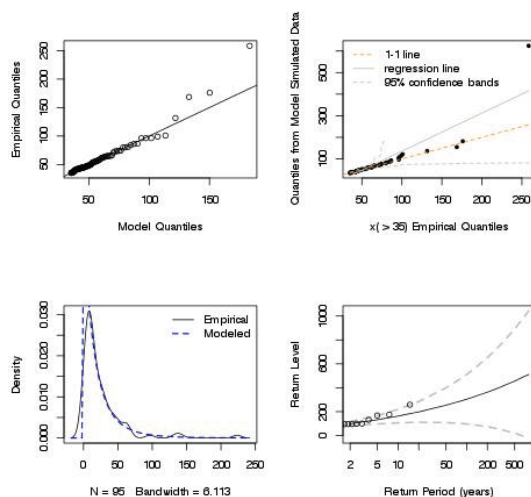 Empirical Quantiles
50 100 150 200 250
50 100 150
Model Quantiles
Quantiles from Model Simulated Data
100 200 600
1-1 line
regression line
95% confidence bands
50 100 150 200 250
x( > 35) Empirical Quantiles
Density
0.000 0.010 0.020 0.030
Empirical
Modeled
0 50 100 150 200 250
N = 95 Bandwidth = 6.113
Return Level
0 200 600 1000
2 5 10 50 200 500
Return Period (years)